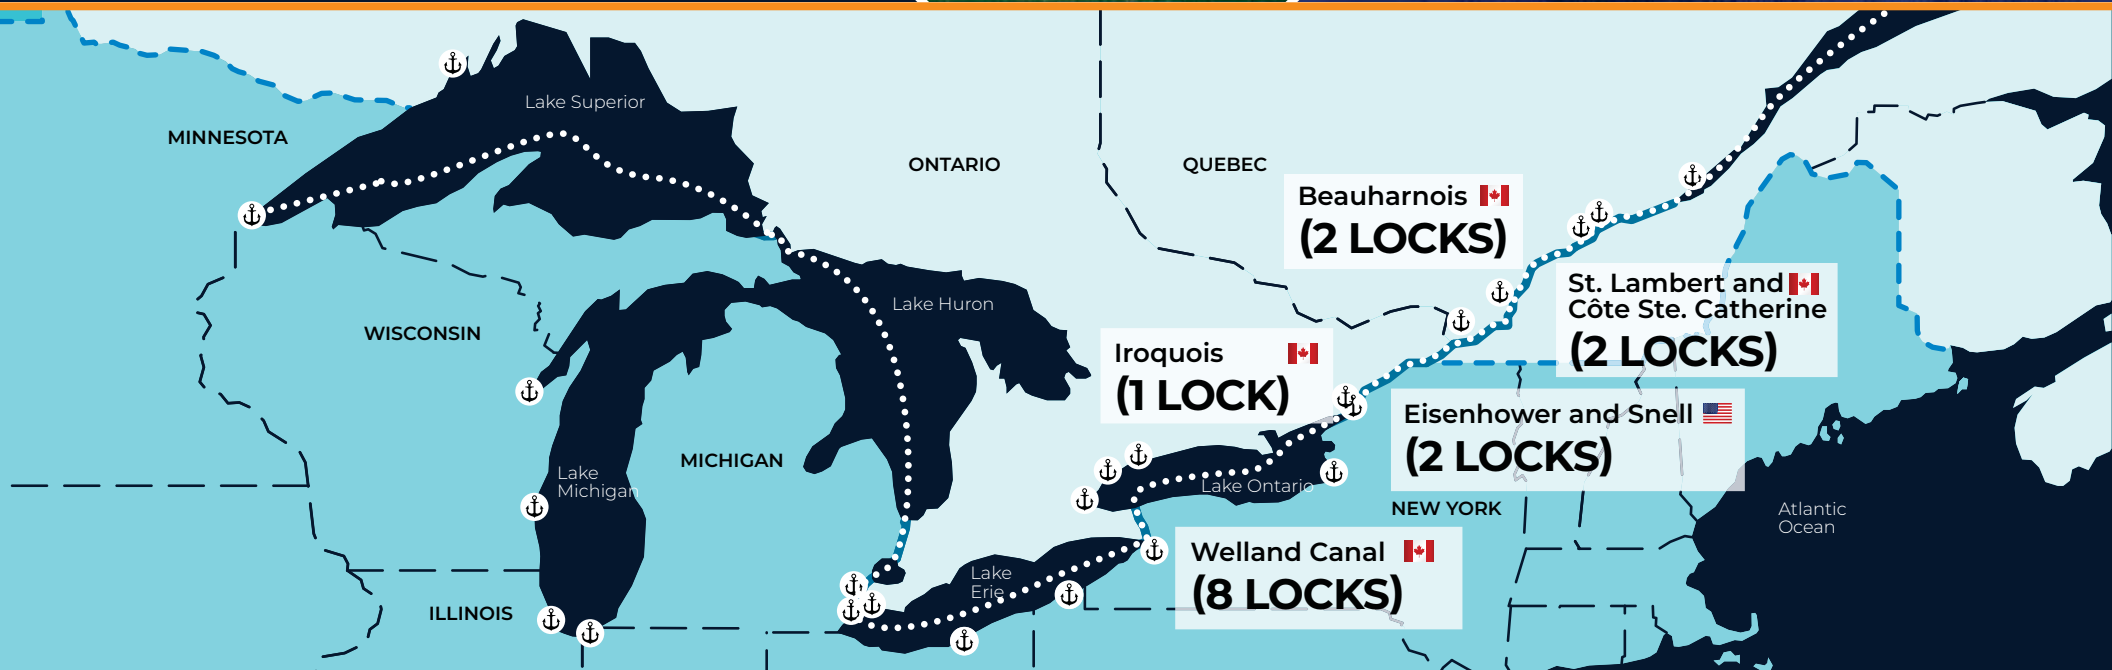 Lake Superior
MINNESOTA
ONTARIO
QUEBEC
Beauharnois
(2 LOCKS)
St. Lambert and
Côte Ste. Catherine
(2 LOCKS)
Lake Huron
WISCONSIN
Iroquois
(1 LOCK)
Eisenhower and Snell
(2 LOCKS)
MICHIGAN
Lake
Michigan
Lake Ontario
NEW YORK
Atlantic
Ocean
Welland Canal
(8 LOCKS)
Lake
Erie
ILLINOIS